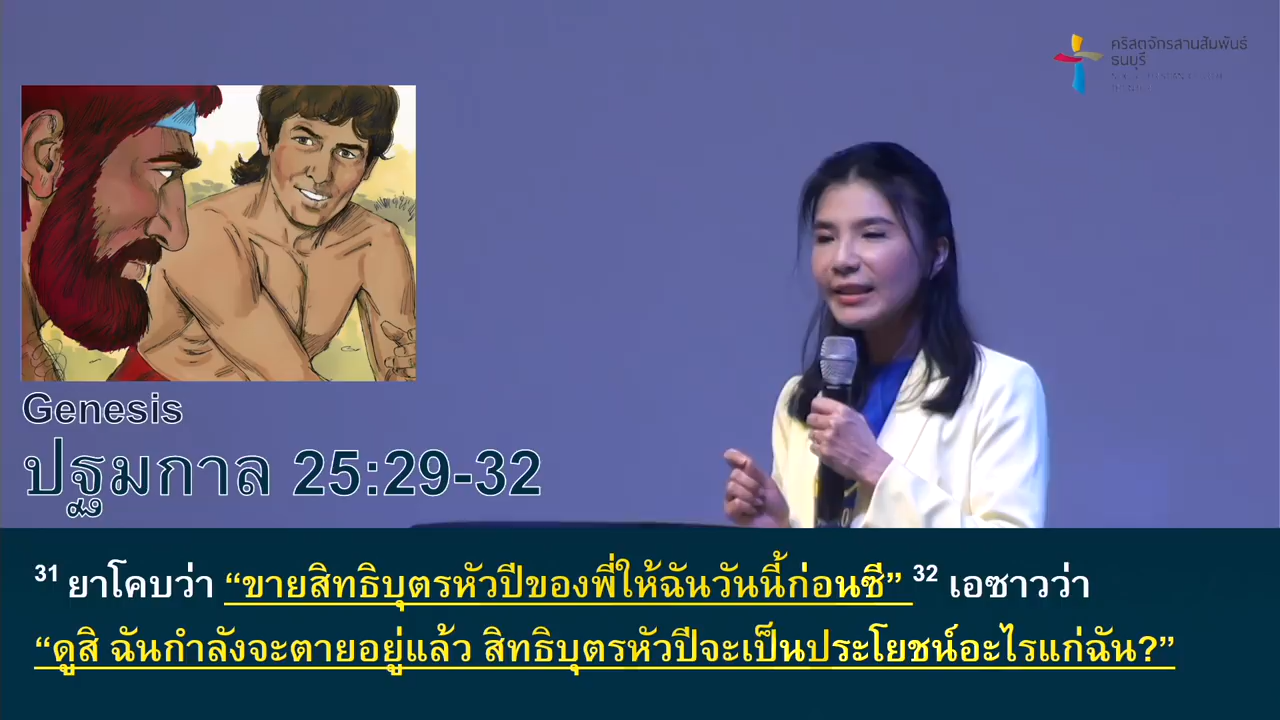 คริสตจักรสานสัมพันธ์
ธนบุรี
Genesis
ปฐมกาล 25:29-32
31 ยาโคบว่า “ขายสิทธิบุตรหัวปีของพี่ให้ฉันวันนี้ก่อนซี” 32 เอซาวว่า
“ดูสิ ฉันกำลังจะตายอยู่แล้ว สิทธิบุตรหัวปีจะเป็นประโยชน์อะไรแก่ฉัน?”